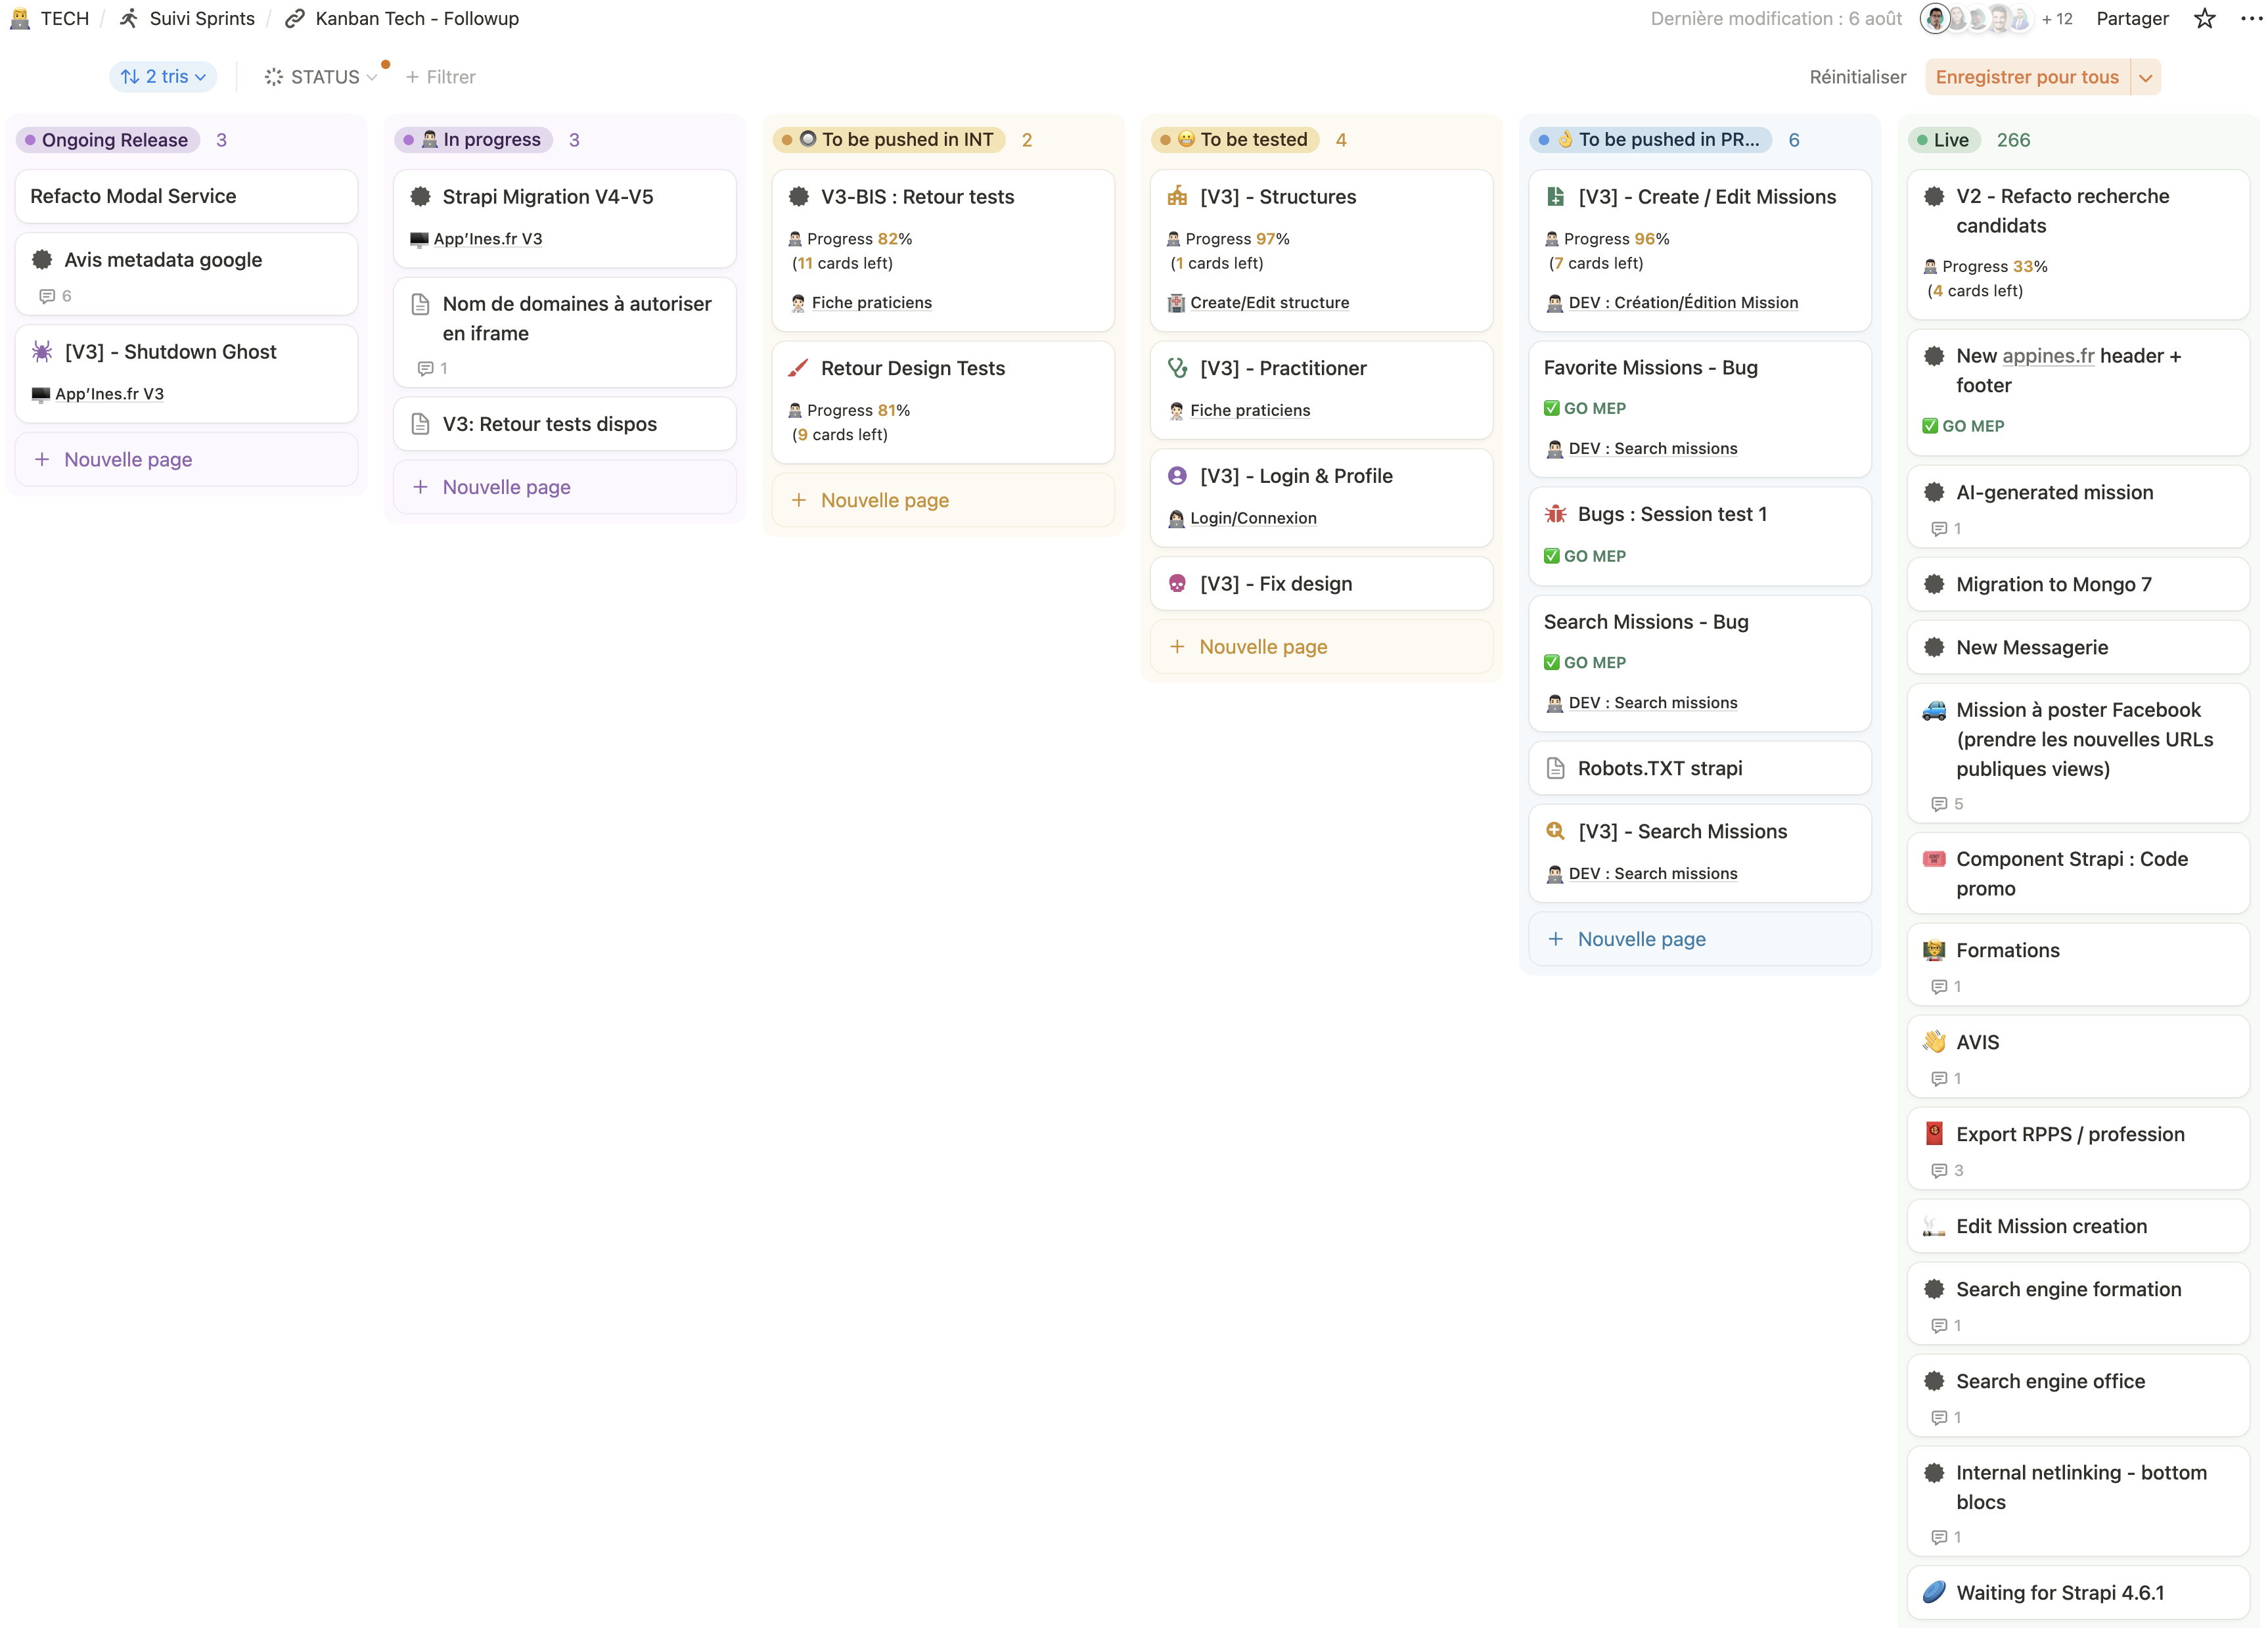 TECH / Suivi Sprints / Kanban Tech - Followup
Dernière modification : 6 août
+ 12
Partager
2 tris
STATUS
+ Filtrer
Réinitialiser
Enregistrer pour tous
Ongoing Release 3
Refacto Modal Service
Avis metadata google
6
[V3] - Shutdown Ghost
App'Ines.fr V3
+ Nouvelle page
In progress 3
Strapi Migration V4-V5
App'Ines.fr V3
Nom de domaines à autoriser
en iframe
1
V3: Retour tests dispos
+ Nouvelle page
To be pushed in INT 2
V3-BIS : Retour tests
Progress 82%
(11 cards left)
Fiche praticiens
Retour Design Tests
Progress 81%
(9 cards left)
+ Nouvelle page
To be tested 4
[V3] - Structures
Progress 97%
(1 cards left)
Create/Edit structure
[V3] - Practitioner
Fiche praticiens
[V3] - Login & Profile
Login/Connexion
[V3] - Fix design
+ Nouvelle page
To be pushed in PR... 6
[V3] - Create / Edit Missions
Progress 96%
(7 cards left)
DEV : Création/Édition Mission
Favorite Missions - Bug
GO MEP
DEV : Search missions
Bugs : Session test 1
GO MEP
Search Missions - Bug
GO MEP
DEV : Search missions
Robots.TXT strapi
[V3] - Search Missions
DEV : Search missions
+ Nouvelle page
Live 266
V2 - Refacto recherche
candidats
Progress 33%
(4 cards left)
New appines.fr header +
footer
GO MEP
AI-generated mission
1
Migration to Mongo 7
New Messagerie
Mission à poster Facebook
(prendre les nouvelles URLs
publiques views)
5
Component Strapi : Code
promo
Formations
1
AVIS
1
Export RPPS / profession
3
Edit Mission creation
Search engine formation
1
Search engine office
1
Internal netlinking - bottom
blocs
1
Waiting for Strapi 4.6.1